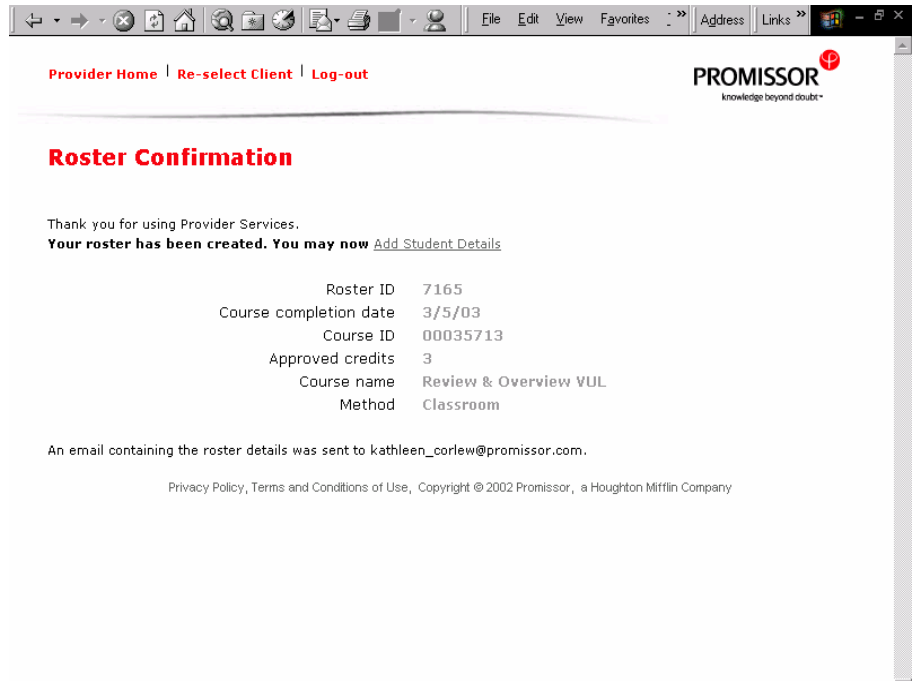 File Edit View Favorites » Address Links »
Provider Home | Re-select Client | Log-out
PROMISSOR
knowledge beyond doubt™
Roster Confirmation
Thank you for using Provider Services.
Your roster has been created. You may now Add Student Details
Roster ID 7165
Course completion date 3/5/03
Course ID 00035713
Approved credits 3
Course name Review & Overview VUL
Method Classroom
An email containing the roster details was sent to kathleen_corlew@promissor.com.
Privacy Policy, Terms and Conditions of Use, Copyright © 2002 Promissor, a Houghton Mifflin Company